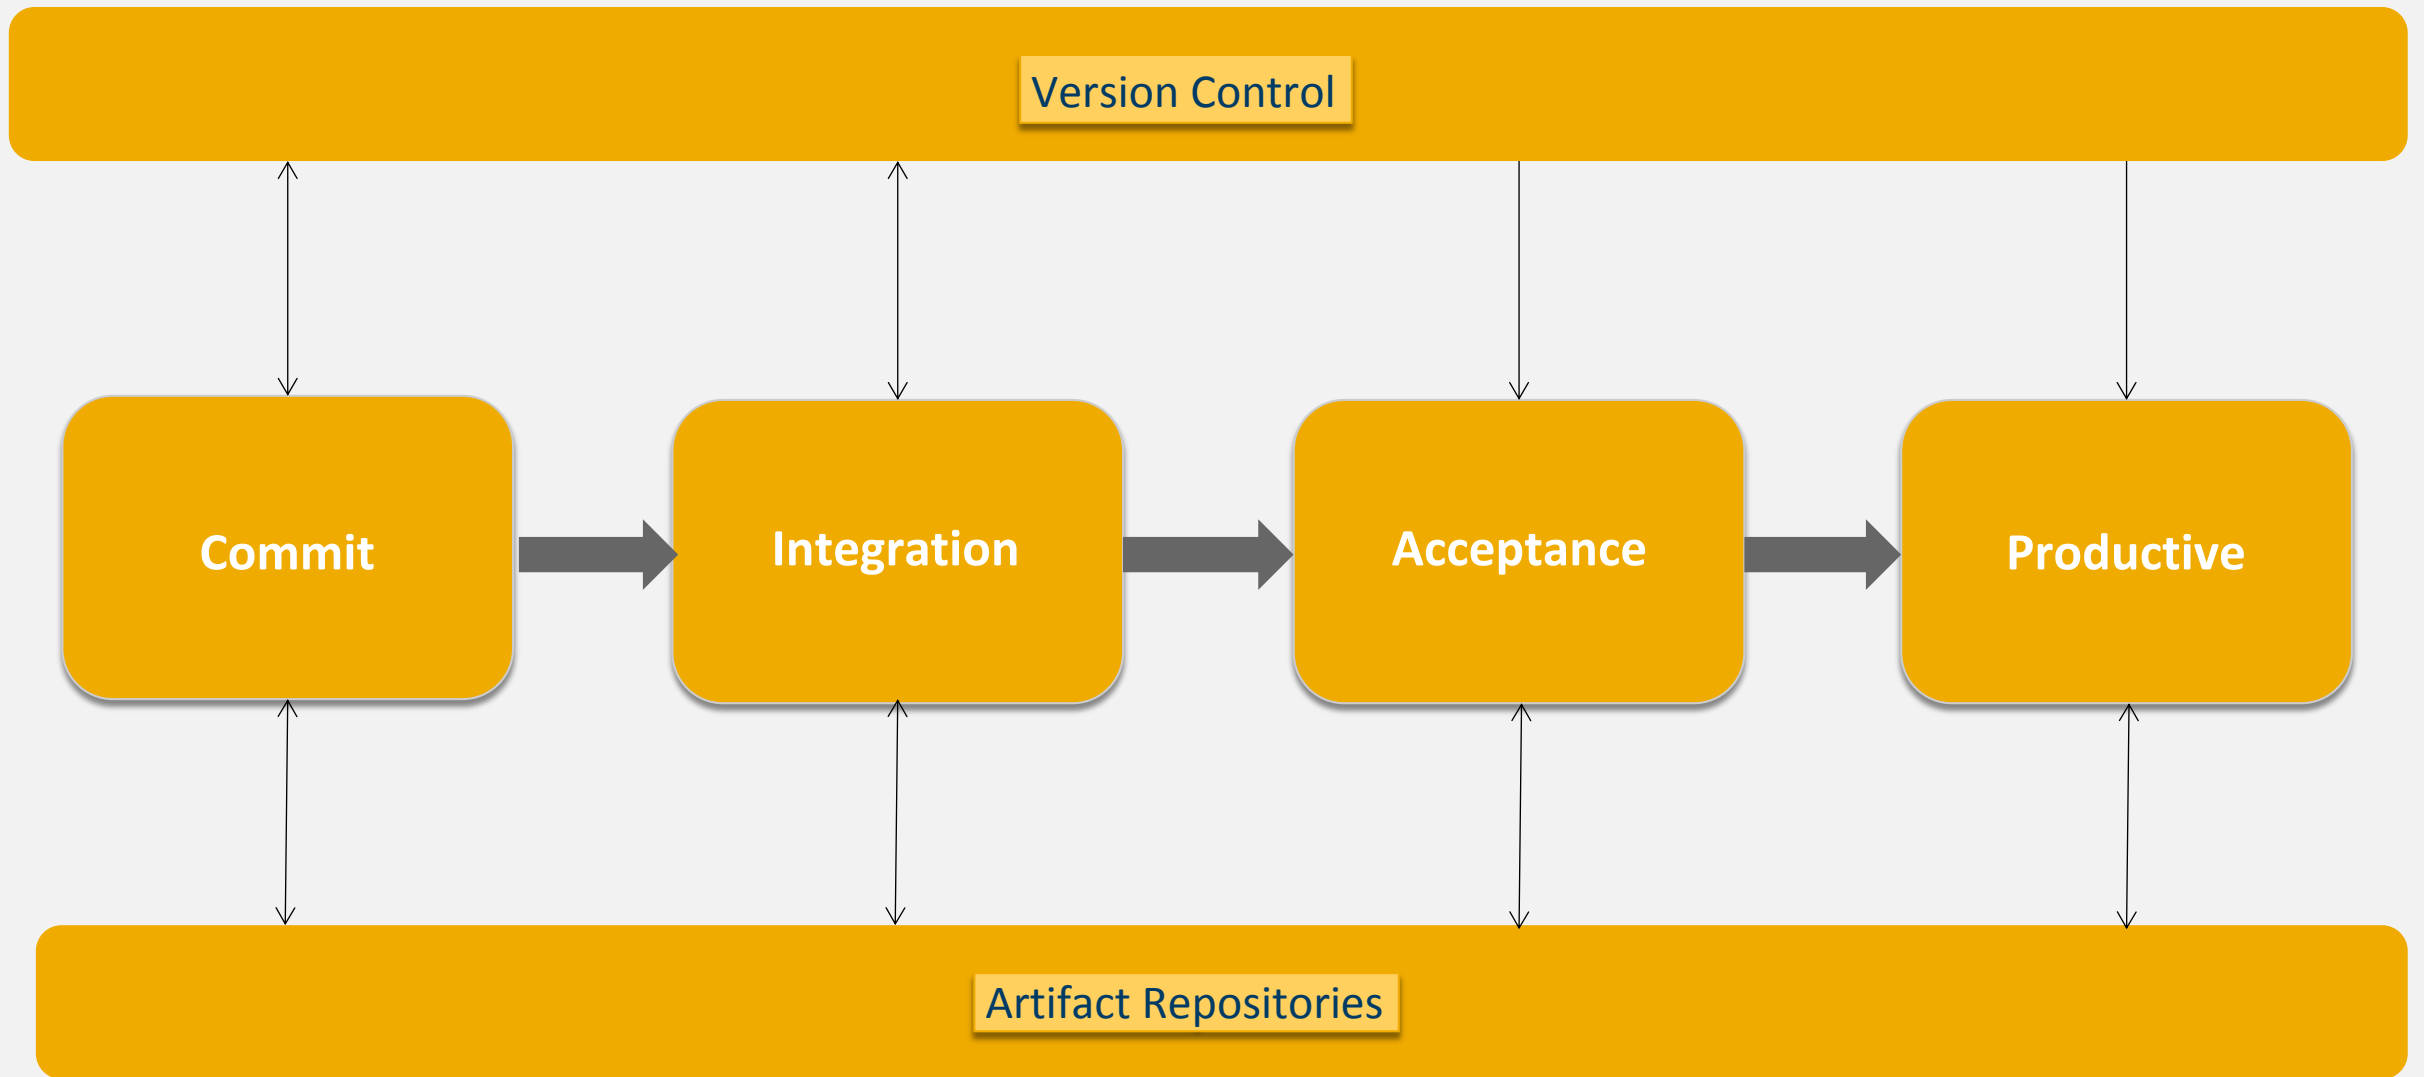 Version Control
Commit
Integration
Acceptance
Productive
Artifact Repositories